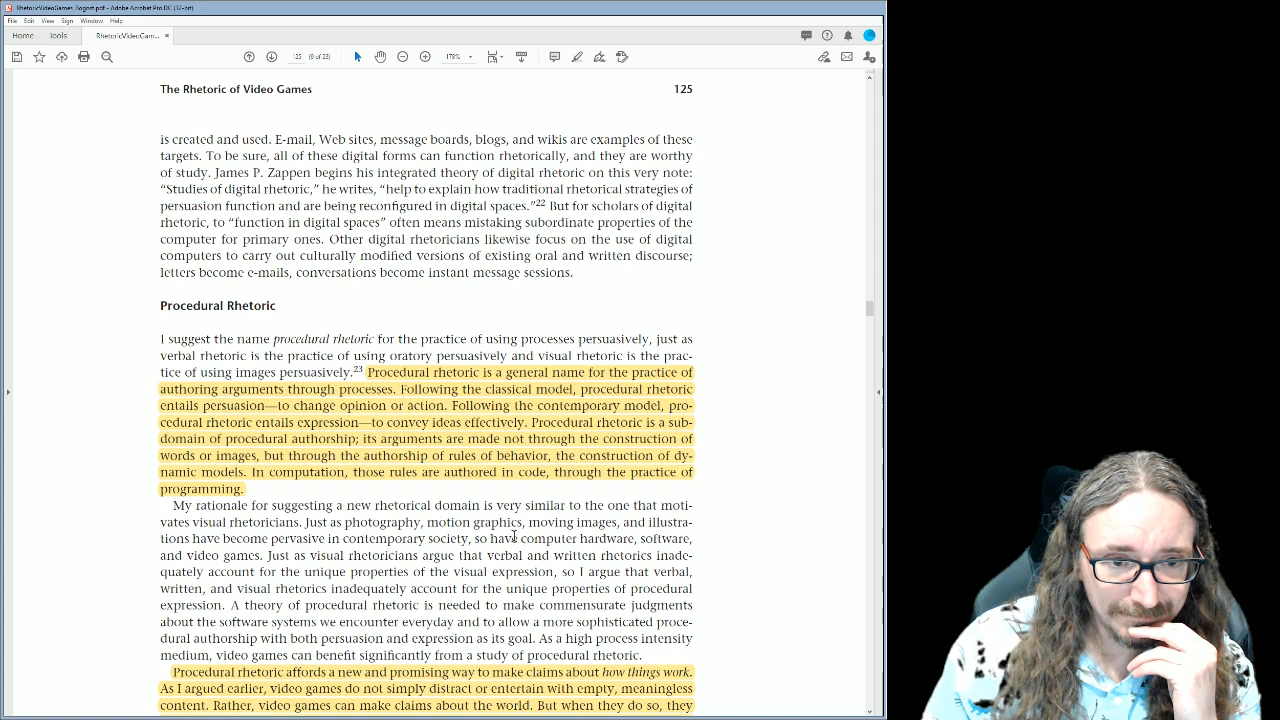 RhetoricVideoGames_Bogost.pdf - Adobe Acrobat Pro DC (32-bit)
File Edit View Sign Window Help
Home Tools RhetoricVideoGam... ×
125 (9 of 23) 178%
The Rhetoric of Video Games 125
is created and used. E-mail, Web sites, message boards, blogs, and wikis are examples of these
targets. To be sure, all of these digital forms can function rhetorically, and they are worthy
of study. James P. Zappen begins his integrated theory of digital rhetoric on this very note:
“Studies of digital rhetoric,” he writes, “help to explain how traditional rhetorical strategies of
persuasion function and are being reconfigured in digital spaces.”22 But for scholars of digital
rhetoric, to “function in digital spaces” often means mistaking subordinate properties of the
computer for primary ones. Other digital rhetoricians likewise focus on the use of digital
computers to carry out culturally modified versions of existing oral and written discourse;
letters become e-mails, conversations become instant message sessions.
Procedural Rhetoric
I suggest the name procedural rhetoric for the practice of using processes persuasively, just as
verbal rhetoric is the practice of using oratory persuasively and visual rhetoric is the prac-
tice of using images persuasively.23 Procedural rhetoric is a general name for the practice of
authoring arguments through processes. Following the classical model, procedural rhetoric
entails persuasion—to change opinion or action. Following the contemporary model, pro-
cedural rhetoric entails expression—to convey ideas effectively. Procedural rhetoric is a sub-
domain of procedural authorship; its arguments are made not through the construction of
words or images, but through the authorship of rules of behavior, the construction of dy-
namic models. In computation, those rules are authored in code, through the practice of
programming.
My rationale for suggesting a new rhetorical domain is very similar to the one that moti-
vates visual rhetoricians. Just as photography, motion graphics, moving images, and illustra-
tions have become pervasive in contemporary society, so have computer hardware, software,
and video games. Just as visual rhetoricians argue that verbal and written rhetorics inade-
quately account for the unique properties of the visual expression, so I argue that verbal,
written, and visual rhetorics inadequately account for the unique properties of procedural
expression. A theory of procedural rhetoric is needed to make commensurate judgments
about the software systems we encounter everyday and to allow a more sophisticated proce-
dural authorship with both persuasion and expression as its goal. As a high process intensity
medium, video games can benefit significantly from a study of procedural rhetoric.
Procedural rhetoric affords a new and promising way to make claims about how things work.
As I argued earlier, video games do not simply distract or entertain with empty, meaningless
content. Rather, video games can make claims about the world. But when they do so, they